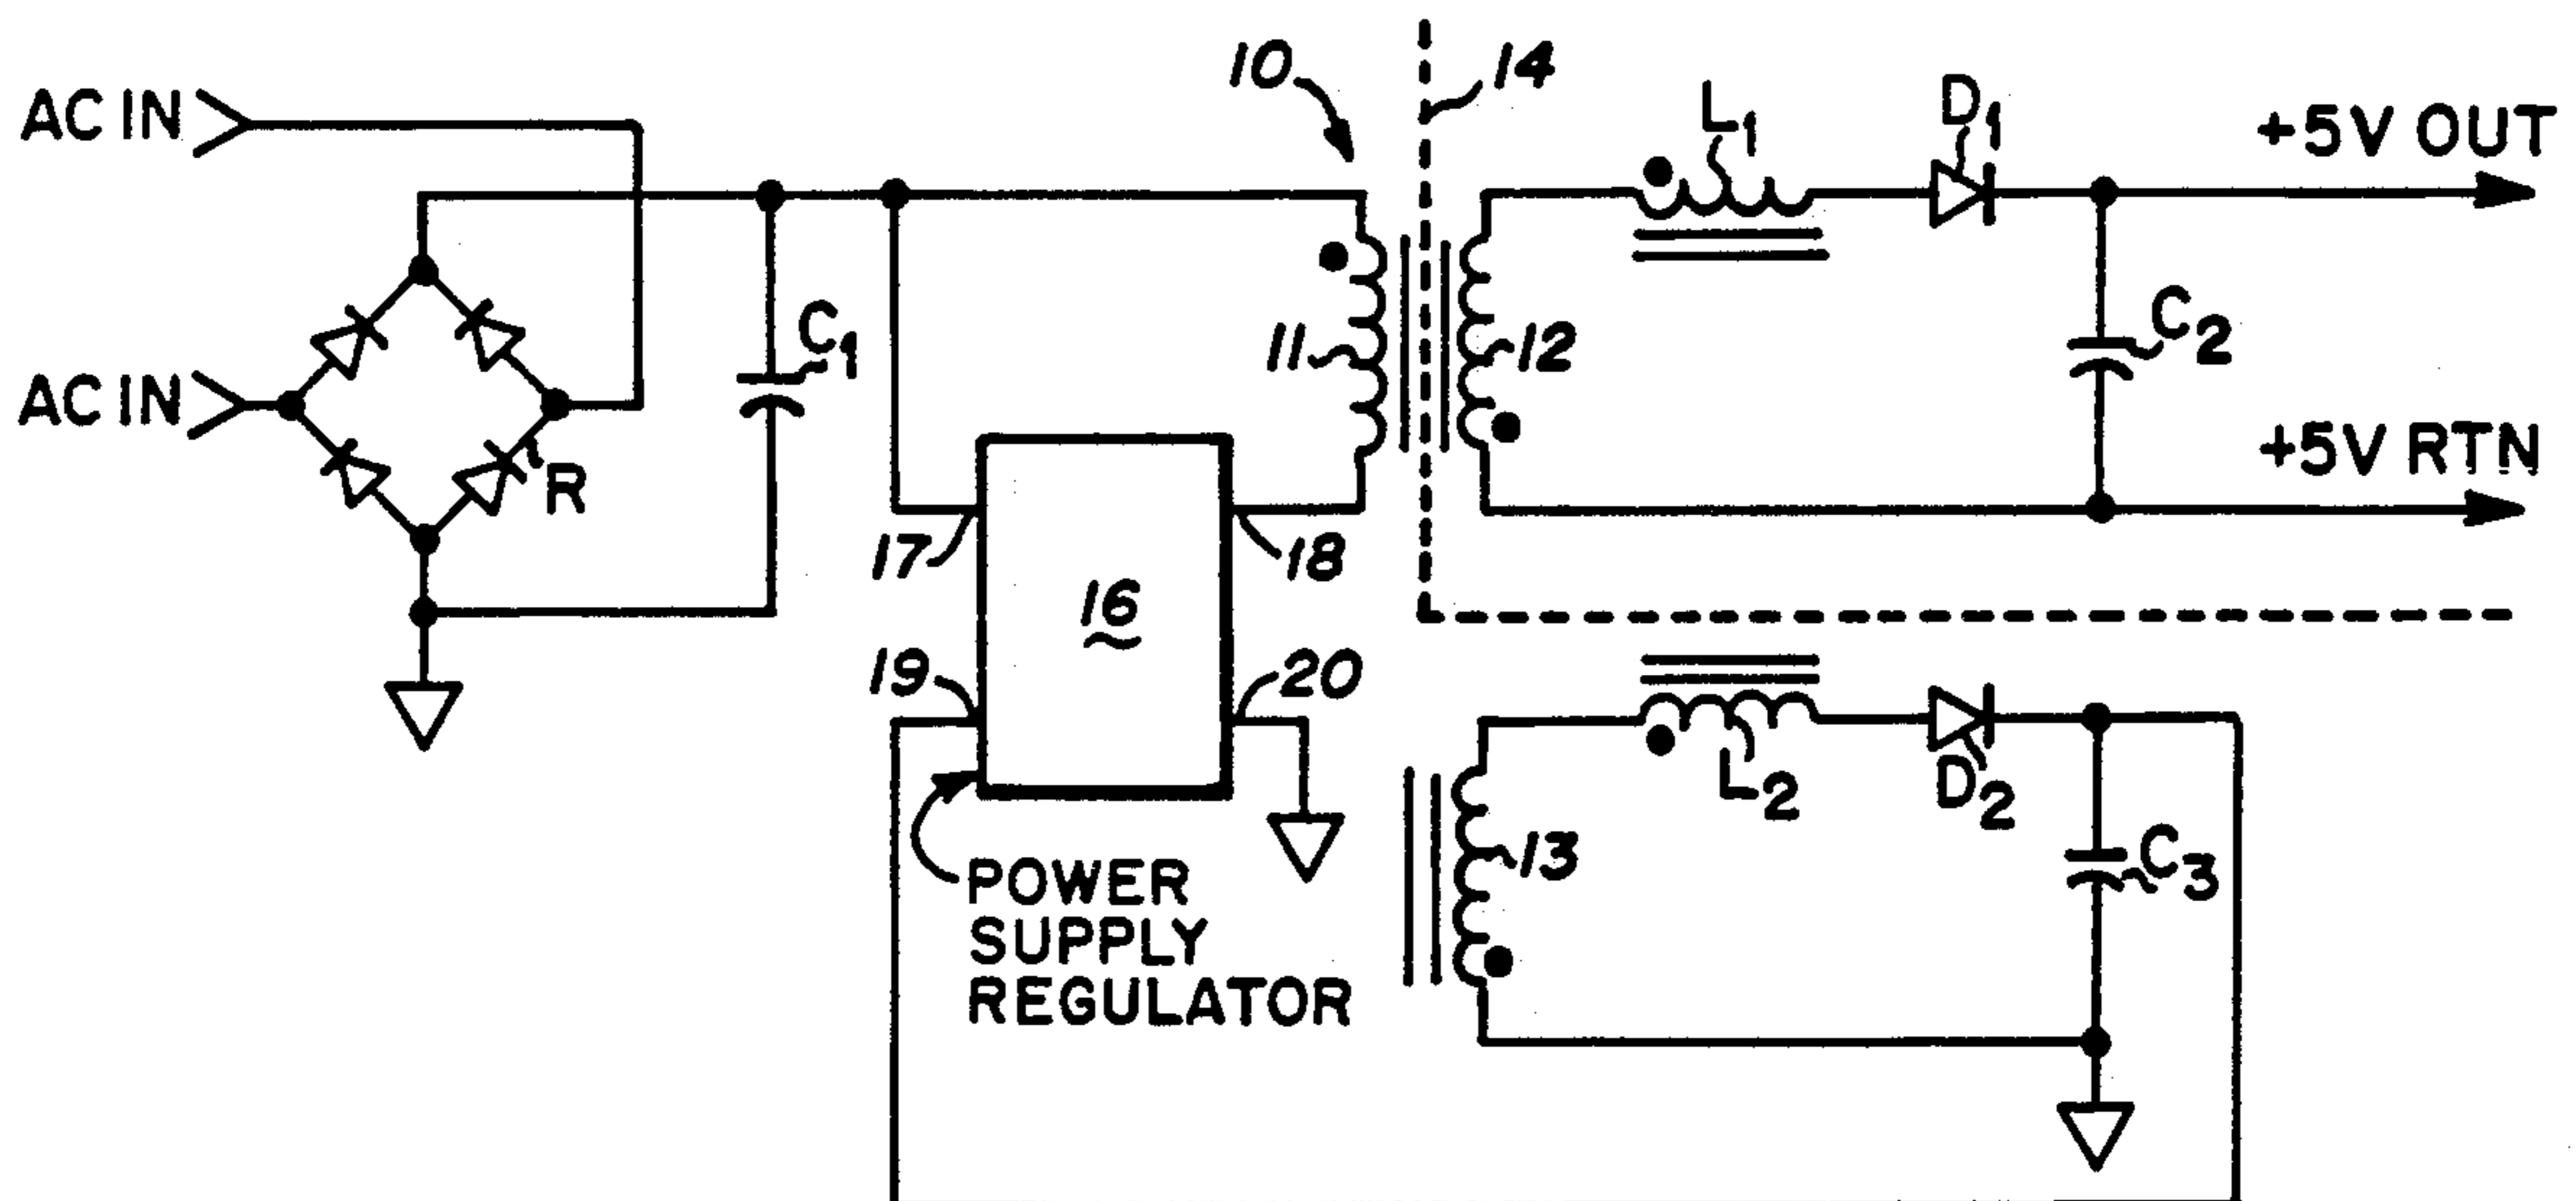 AC IN
10
14
L1
D1
+5V OUT
AC IN
C1
11
12
C2
R
+5V RTN
17
18
16
19
20
L2
D2
13
C3
POWER
SUPPLY
REGULATOR